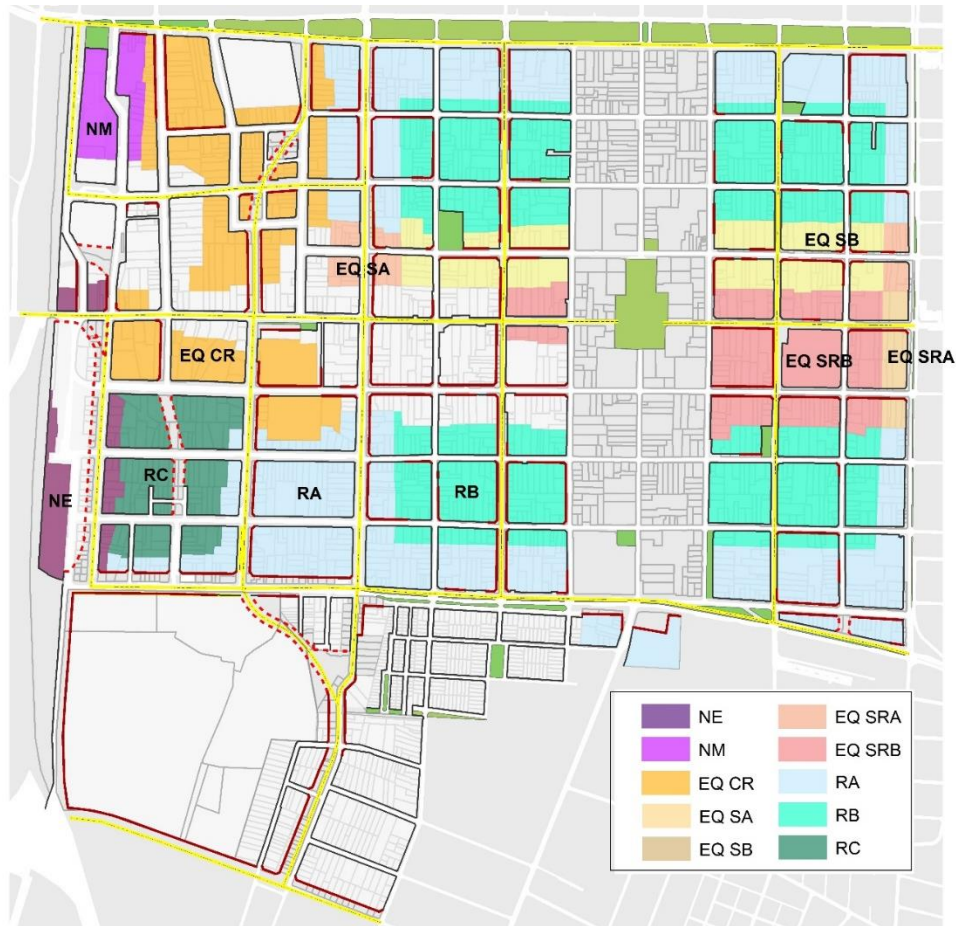 NM
EQ SB
EQ SA
EQ CR
EQ SRB
EQ SRA
NE
RC
RA
RB
NE
NM
EQ CR
EQ SA
EQ SB
EQ SRA
EQ SRB
RA
RB
RC